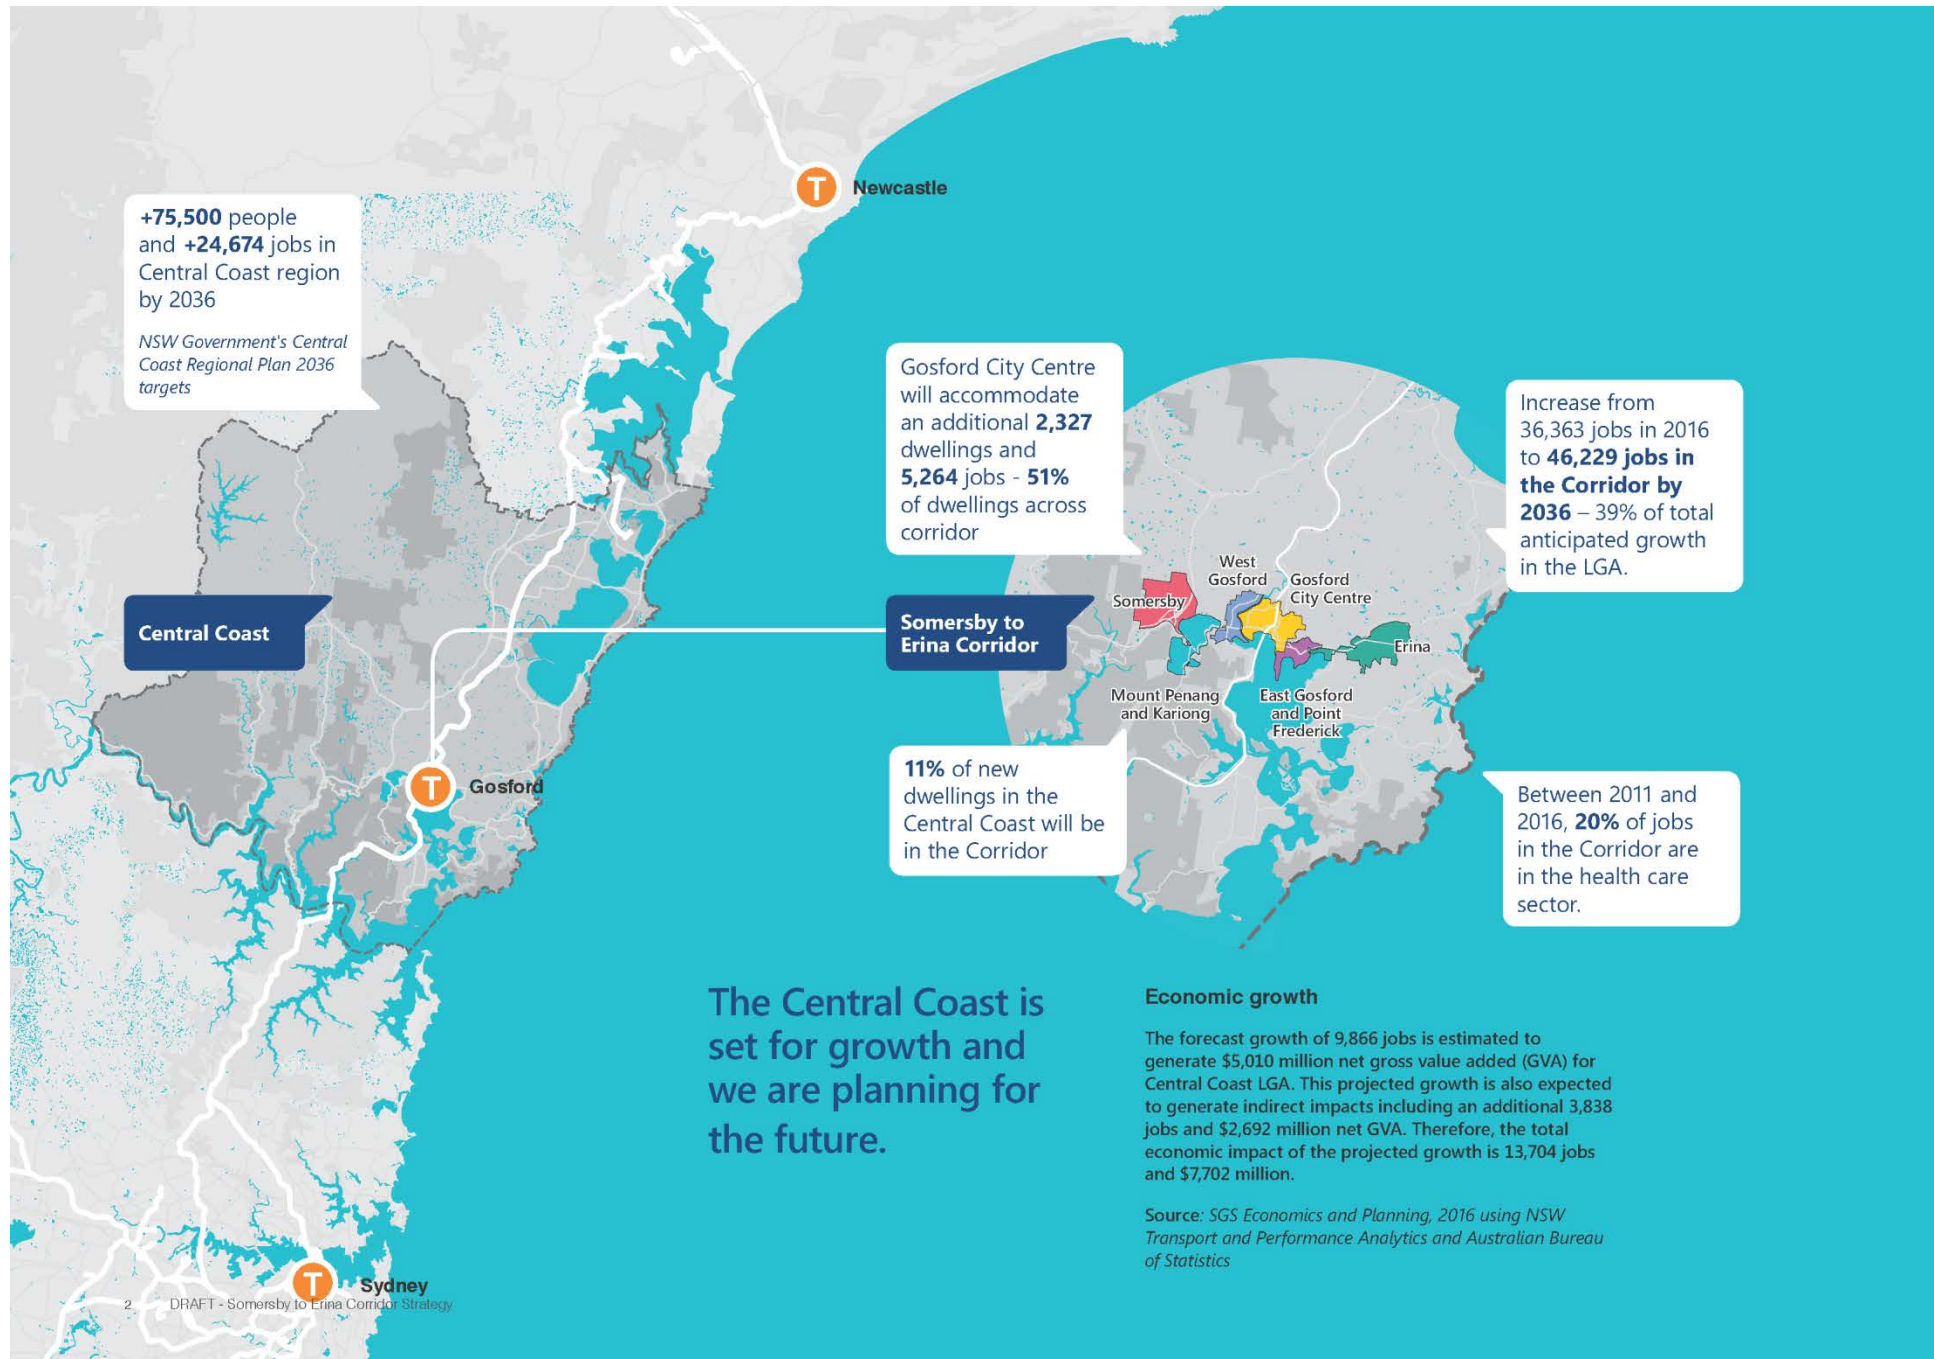 T
Newcastle
+75,500 people
and +24,674 jobs in
Central Coast region
by 2036
NSW Government's Central
Coast Regional Plan 2036
targets
Gosford City Centre
will accommodate
an additional 2,327
dwellings and
5,264 jobs - 51%
of dwellings across
corridor
Increase from
36,363 jobs in 2016
to 46,229 jobs in
the Corridor by
2036 – 39% of total
anticipated growth
in the LGA.
West
Gosford
Gosford
City Centre
Somersby
Erina
Mount Penang
and Kariong
East Gosford
and Point
Frederick
Central Coast
Somersby to
Erina Corridor
T
Gosford
11% of new
dwellings in the
Central Coast will be
in the Corridor
Between 2011 and
2016, 20% of jobs
in the Corridor are
in the health care
sector.
The Central Coast is
set for growth and
we are planning for
the future.
Economic growth
The forecast growth of 9,866 jobs is estimated to
generate $5,010 million net gross value added (GVA) for
Central Coast LGA. This projected growth is also expected
to generate indirect impacts including an additional 3,838
jobs and $2,692 million net GVA. Therefore, the total
economic impact of the projected growth is 13,704 jobs
and $7,702 million.
Source: SGS Economics and Planning, 2016 using NSW
Transport and Performance Analytics and Australian Bureau
of Statistics
T
Sydney
2 DRAFT - Somersby to Erina Corridor Strategy